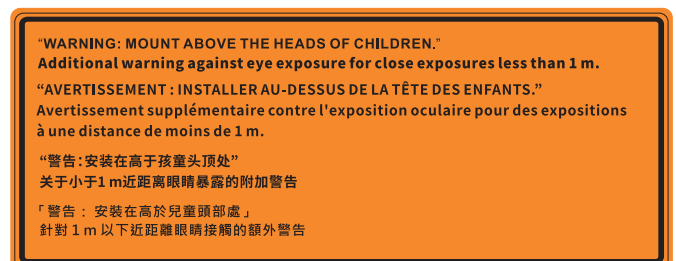 “WARNING: MOUNT ABOVE THE HEADS OF CHILDREN.”
Additional warning against eye exposure for close exposures less than 1 m.
“AVERTISSEMENT : INSTALLER AU-DESSUS DE LA TÊTE DES ENFANTS.”
Avertissement supplémentaire contre l'exposition oculaire pour des expositions
à une distance de moins de 1 m.
“警告:安装在高于孩童头顶处”
关于小于1 m近距离眼睛暴露的附加警告
「警告： 安裝在高於兒童頭部處」
針對 1 m 以下近距離眼睛接觸的額外警告